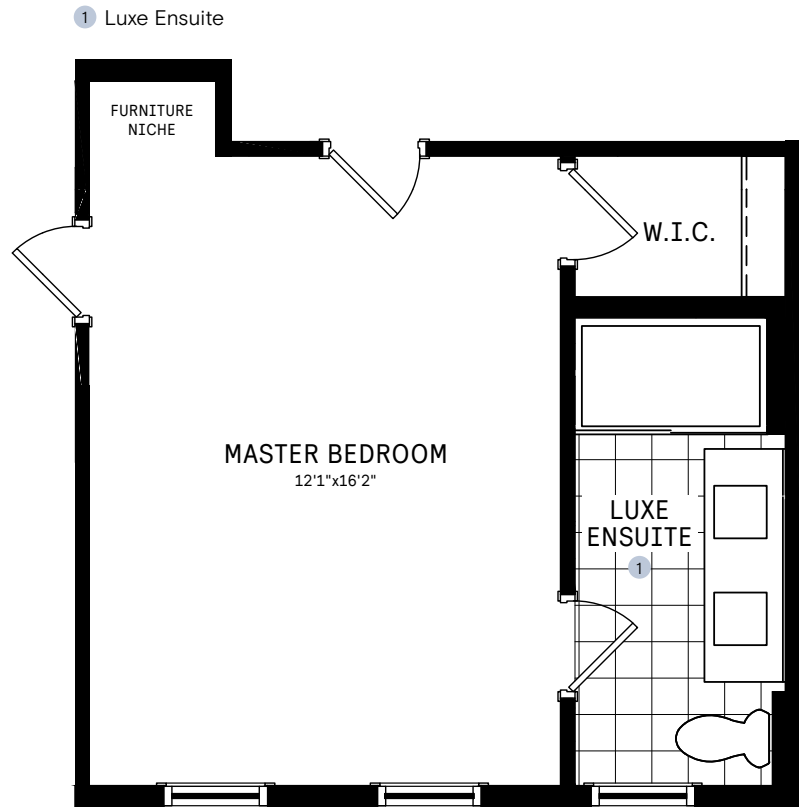 1 Luxe Ensuite
FURNITURE
NICHE
W.I.C.
MASTER BEDROOM
12'1"x16'2"
LUXE
ENSUITE
1